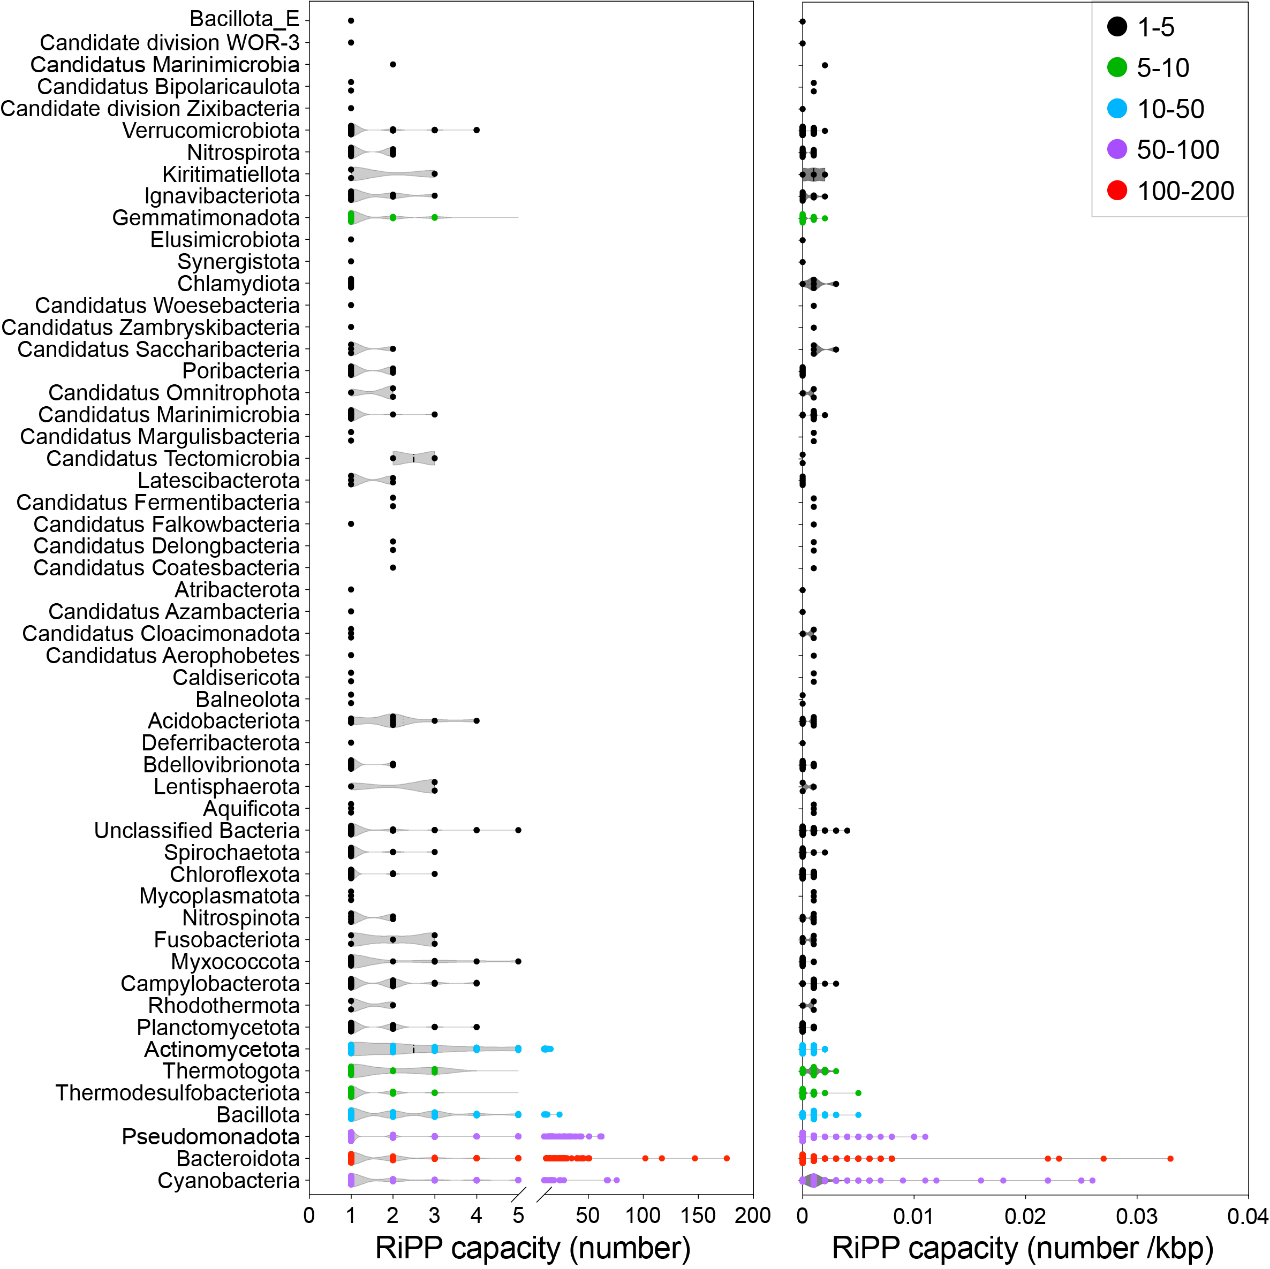 Bacillota_E
Candidate division WOR-3
Candidatus Marinimicrobia
Candidatus Bipolaricaulota
Candidate division Zixibacteria
Verrucomicrobiota
Nitrospirota
Kiritimatiellota
Ignavibacteriota
Gemmatimonadota
Elusimicrobiota
Synergistota
Chlamydiota
Candidatus Woesebacteria
Candidatus Zambryskibacteria
Candidatus Saccharibacteria
Poribacteria
Candidatus Omnitrophota
Candidatus Marinimicrobia
Candidatus Margulisbacteria
Candidatus Tectomicrobia
Latescibacterota
Candidatus Fermentibacteria
Candidatus Falkowbacteria
Candidatus Delongbacteria
Candidatus Coatesbacteria
Atribacterota
Candidatus Azambacteria
Candidatus Cloacimonadota
Candidatus Aerophobetes
Caldisericota
Balneolota
Acidobacteriota
Deferribacterota
Bdellovibrionota
Lentisphaerota
Aquificota
Unclassified Bacteria
Spirochaetota
Chloroflexota
Mycoplasmatota
Nitrospinota
Fusobacteriota
Myxococcota
Campylobacterota
Rhodothermota
Planctomycetota
Actinomycetota
Thermotogota
Thermodesulfobacteriota
Bacillota
Pseudomonadota
Bacteroidota
Cyanobacteria
0 1 2 3 4 5 50 100 150 200
RiPP capacity (number)
1-5
5-10
10-50
50-100
100-200
0 0.01 0.02 0.03 0.04
RiPP capacity (number /kbp)